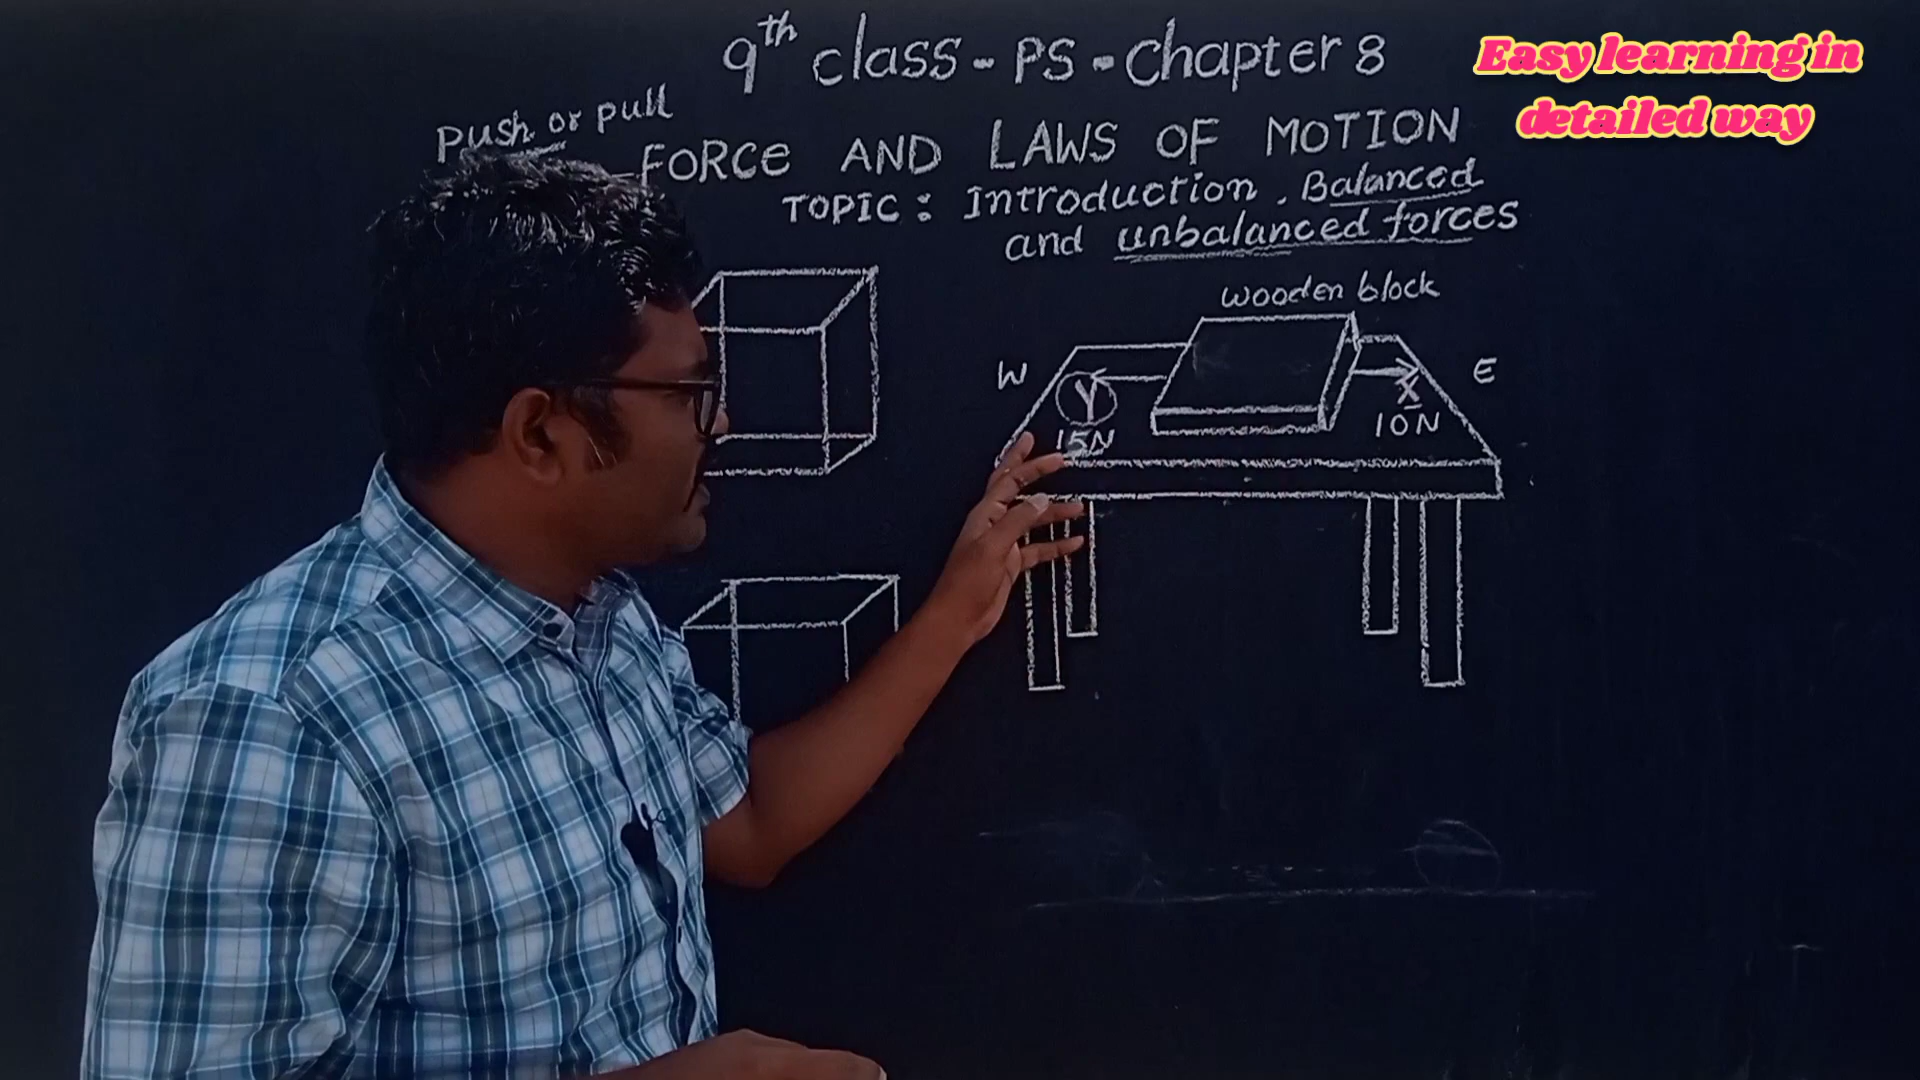 9th class - PS - Chapter 8
Easy learning in
detailed way
Push or pull
FORCE AND LAWS OF MOTION
TOPIC : Introduction. Balanced
and unbalanced forces
Wooden block
W
E
Y
X
15N
10N